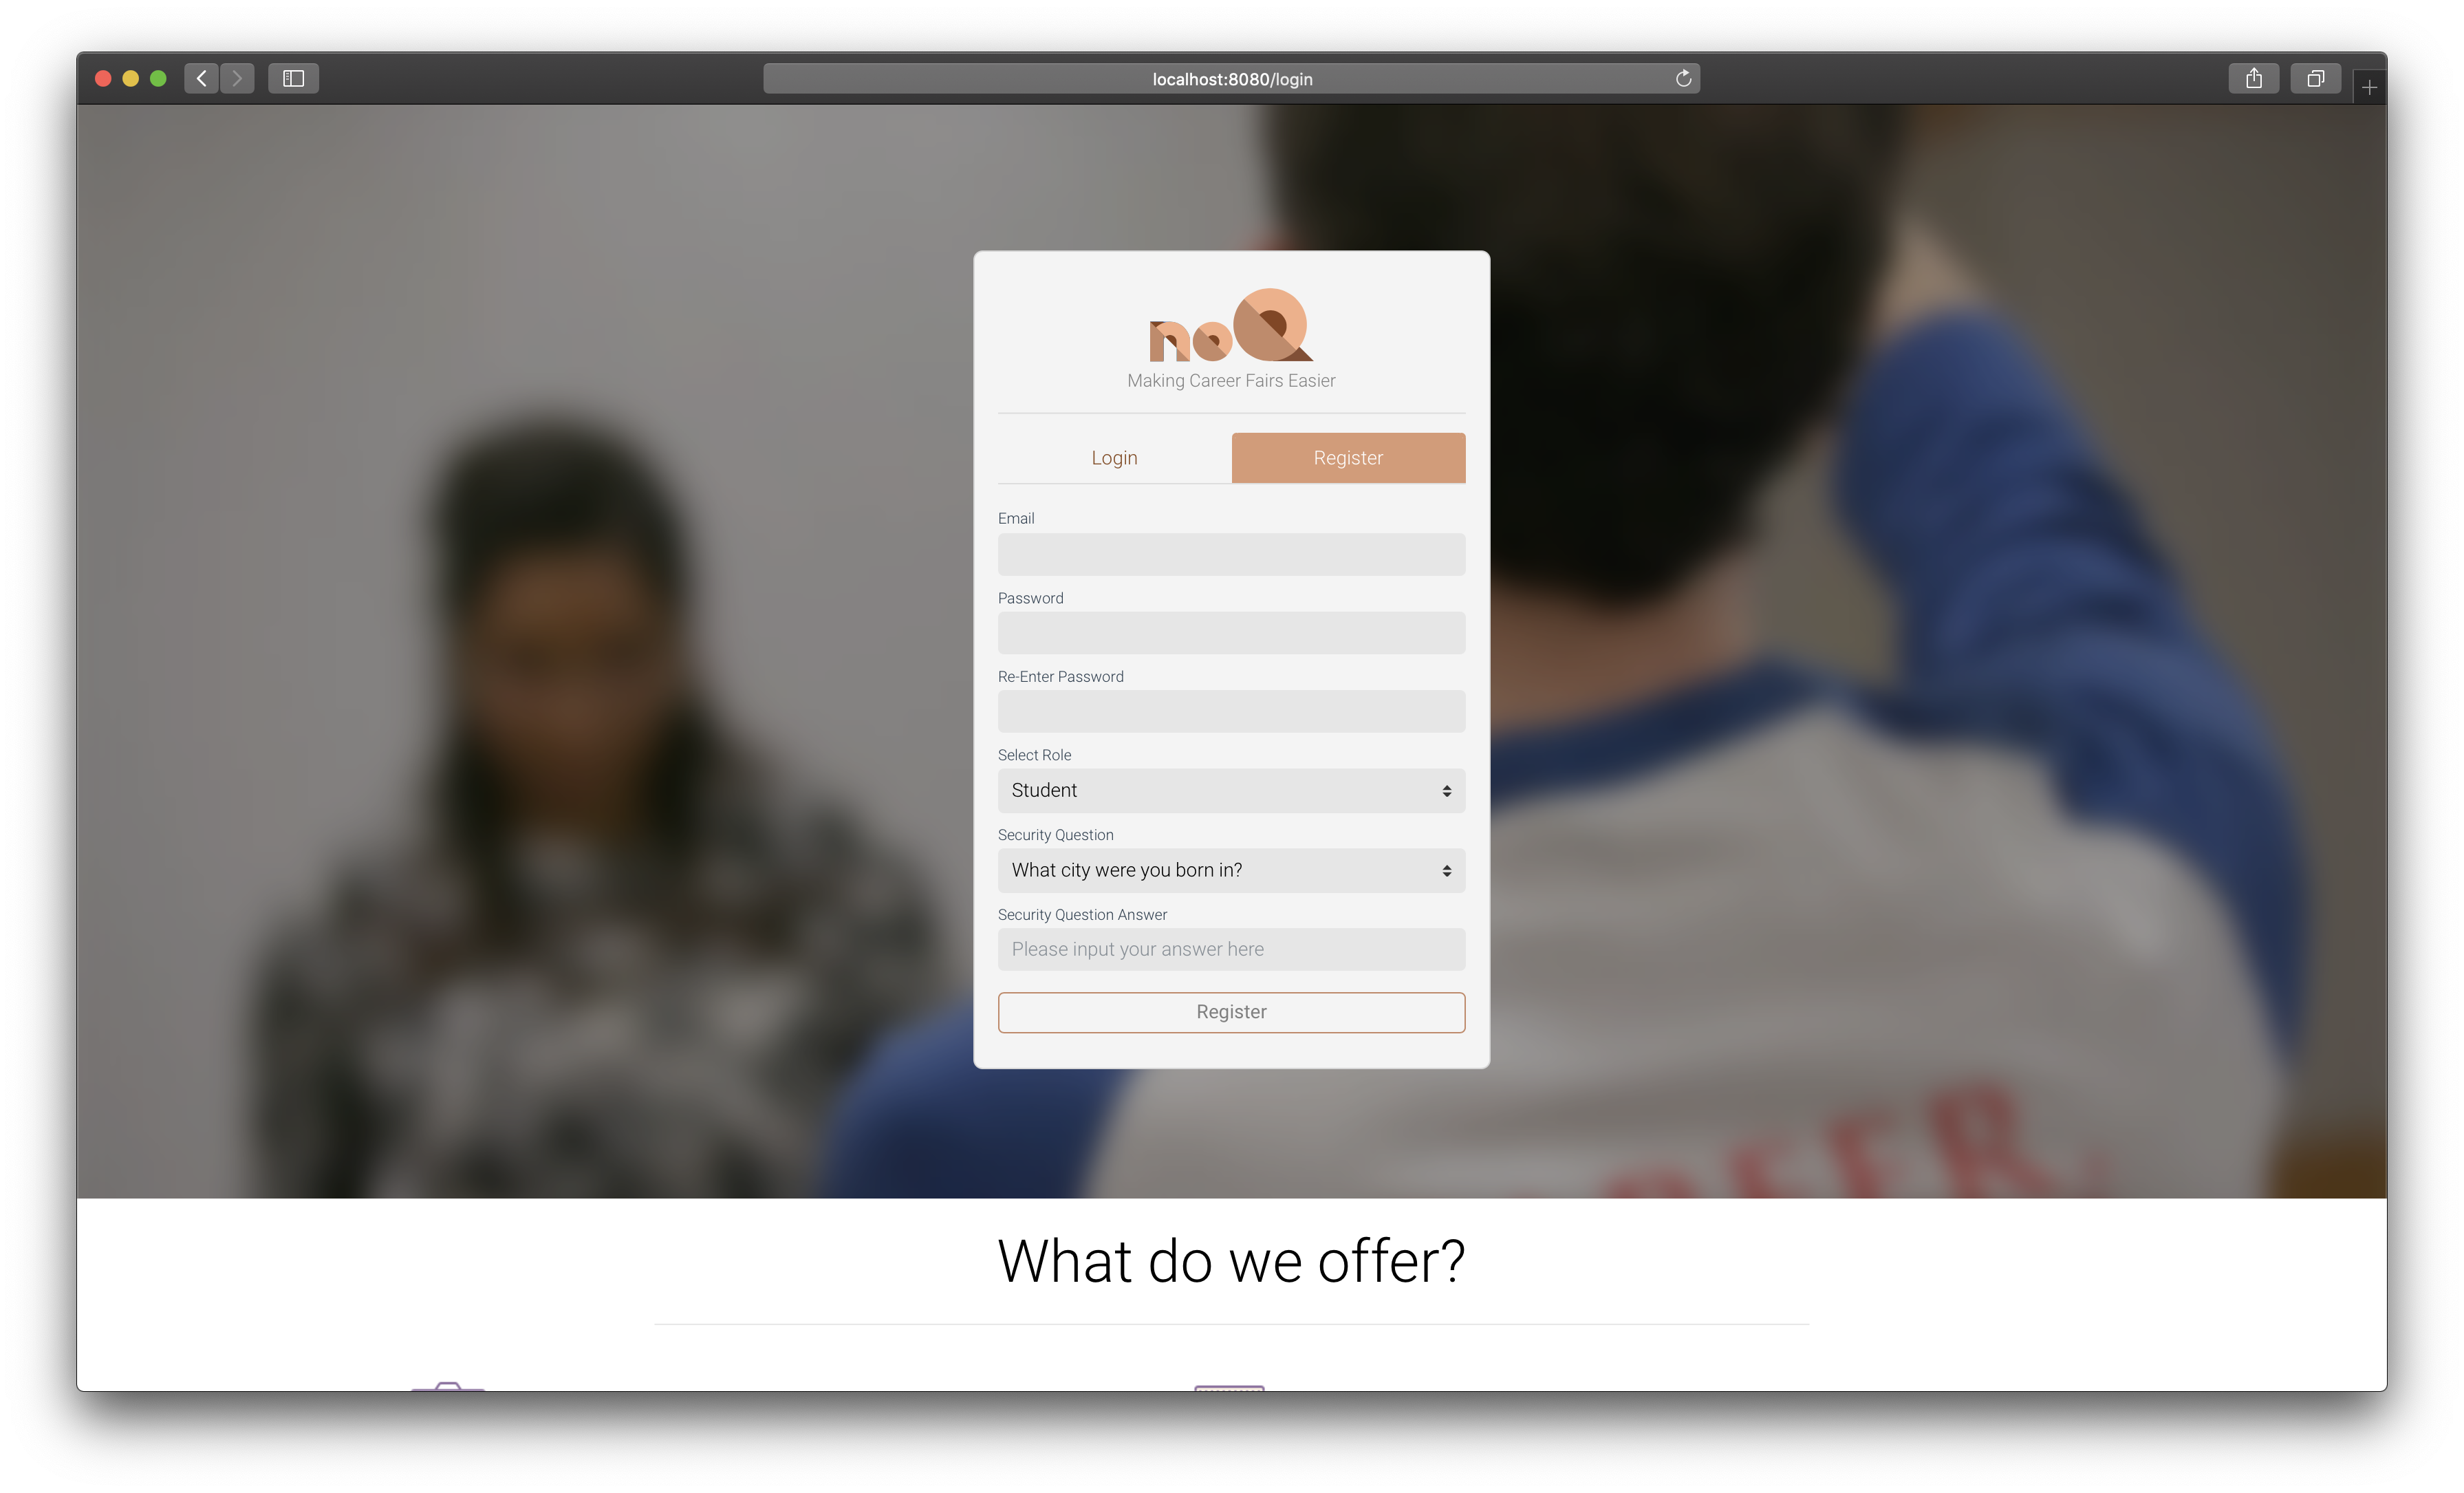 localhost:8080/login
noQ
Making Career Fairs Easier
Login
Register
Email
Password
Re-Enter Password
Select Role
Student
Security Question
What city were you born in?
Security Question Answer
Please input your answer here
Register
What do we offer?